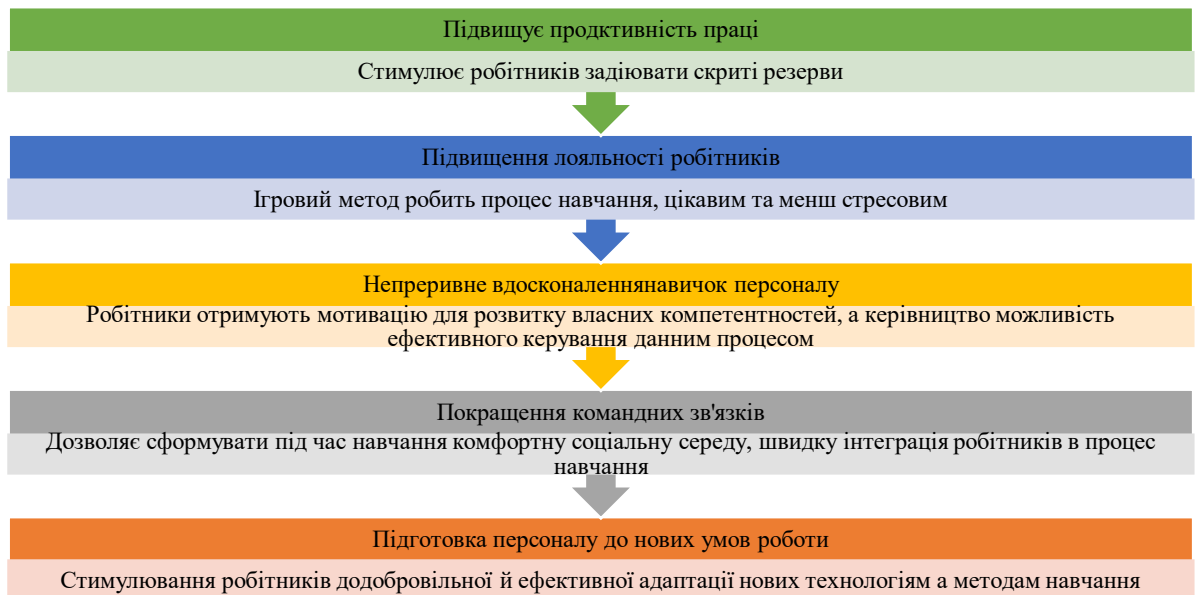 Підвищує продктивність праці
Стимулює робітників задіювати скриті резерви
Підвищення лояльності робітників
Ігровий метод робить процес навчання, цікавим та менш стресовим
Непреривне вдосконаленнянавичок персоналу
Робітники отримують мотивацію для розвитку власних компетентностей, а керівництво можливість
ефективного керування данним процесом
Покращення командних зв'язків
Дозволяє сформувати під час навчання комфортну соціальну середу, швидку інтеграція робітників в процес
навчання
Підготовка персоналу до нових умов роботи
Стимулювання робітників додобровільної й ефективної адаптації нових технологіям а методам навчання